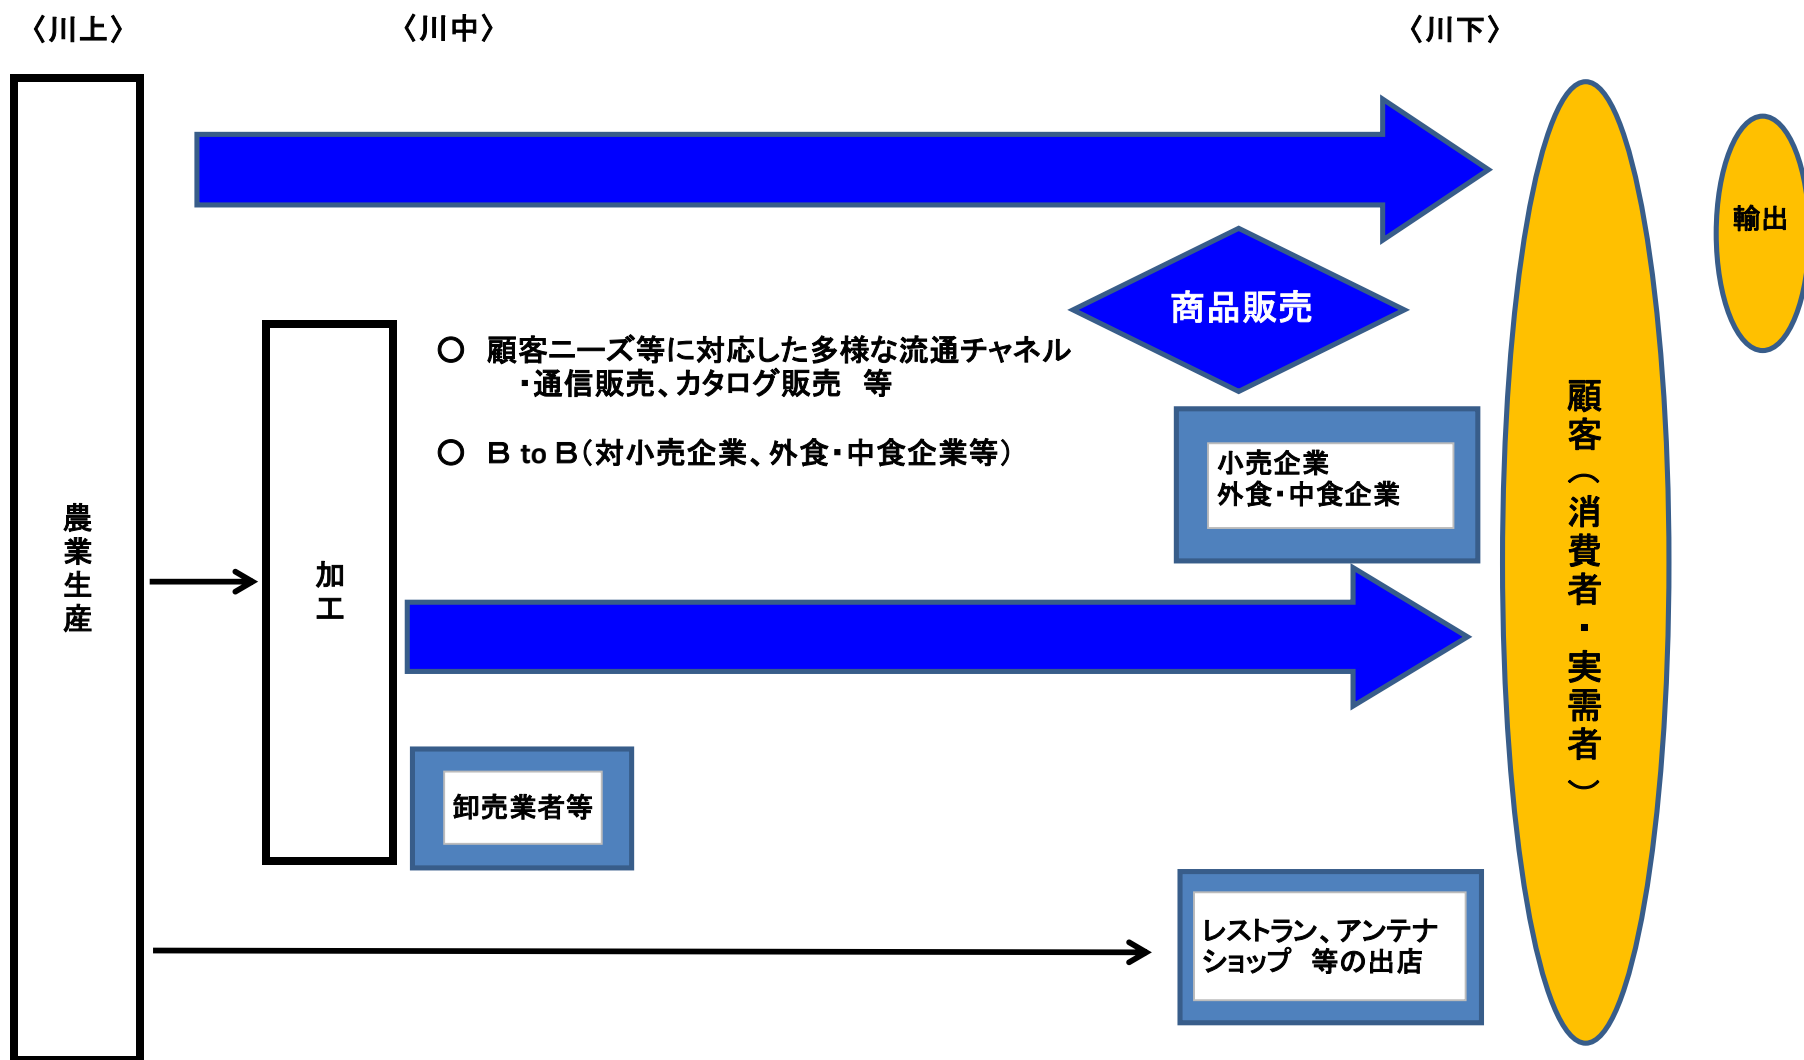 〈川上〉
〈川中〉
〈川下〉
輸出
商品販売
○ 顧客ニーズ等に対応した多様な流通チャネル
・通信販売、カタログ販売 等
○ B to B(対小売企業、外食・中食企業等)
小売企業
外食・中食企業
顧客(消費者・実需者)
農業生産
加工
卸売業者等
レストラン、アンテナ
ショップ 等の出店